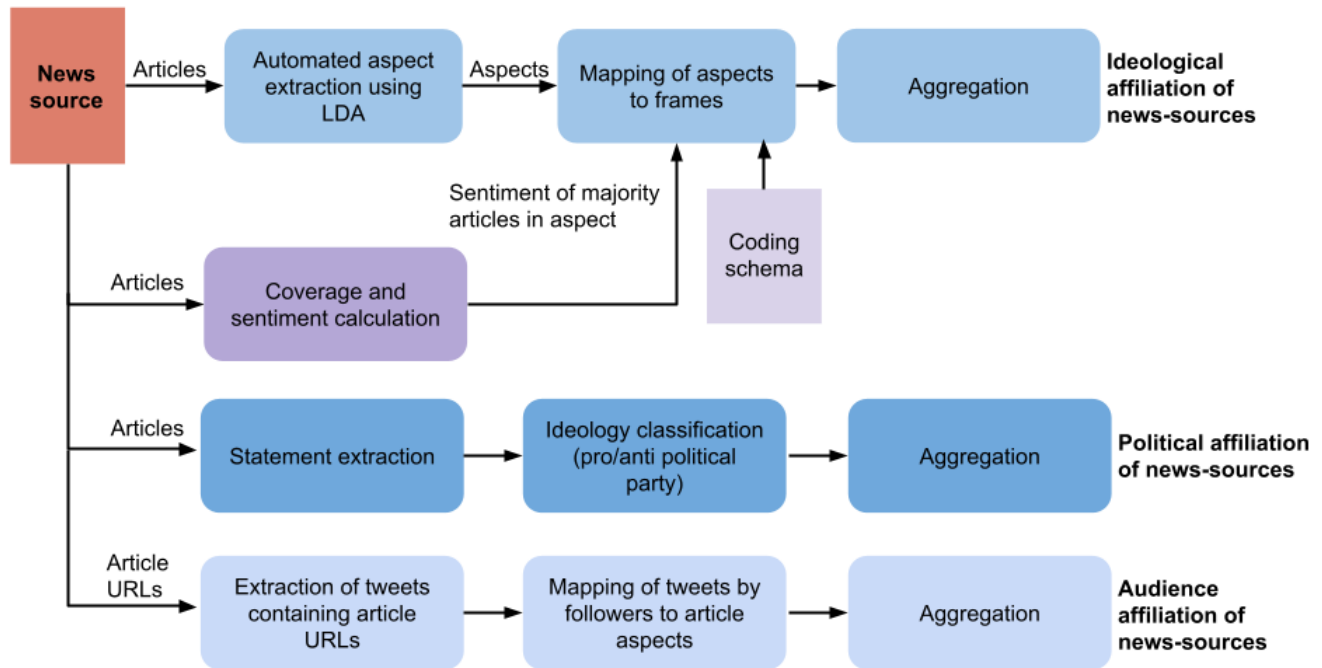 News
source
Articles
Automated aspect
extraction using
LDA
Aspects
Mapping of aspects
to frames
Aggregation
Ideological
affiliation of
news-sources
Sentiment of majority
articles in aspect
Coding
schema
Articles
Coverage and
sentiment calculation
Articles
Statement extraction
Ideology classification
(pro/anti political
party)
Aggregation
Political affiliation
of news-sources
Article
URLs
Extraction of tweets
containing article
URLs
Mapping of tweets by
followers to article
aspects
Aggregation
Audience
affiliation of
news-sources